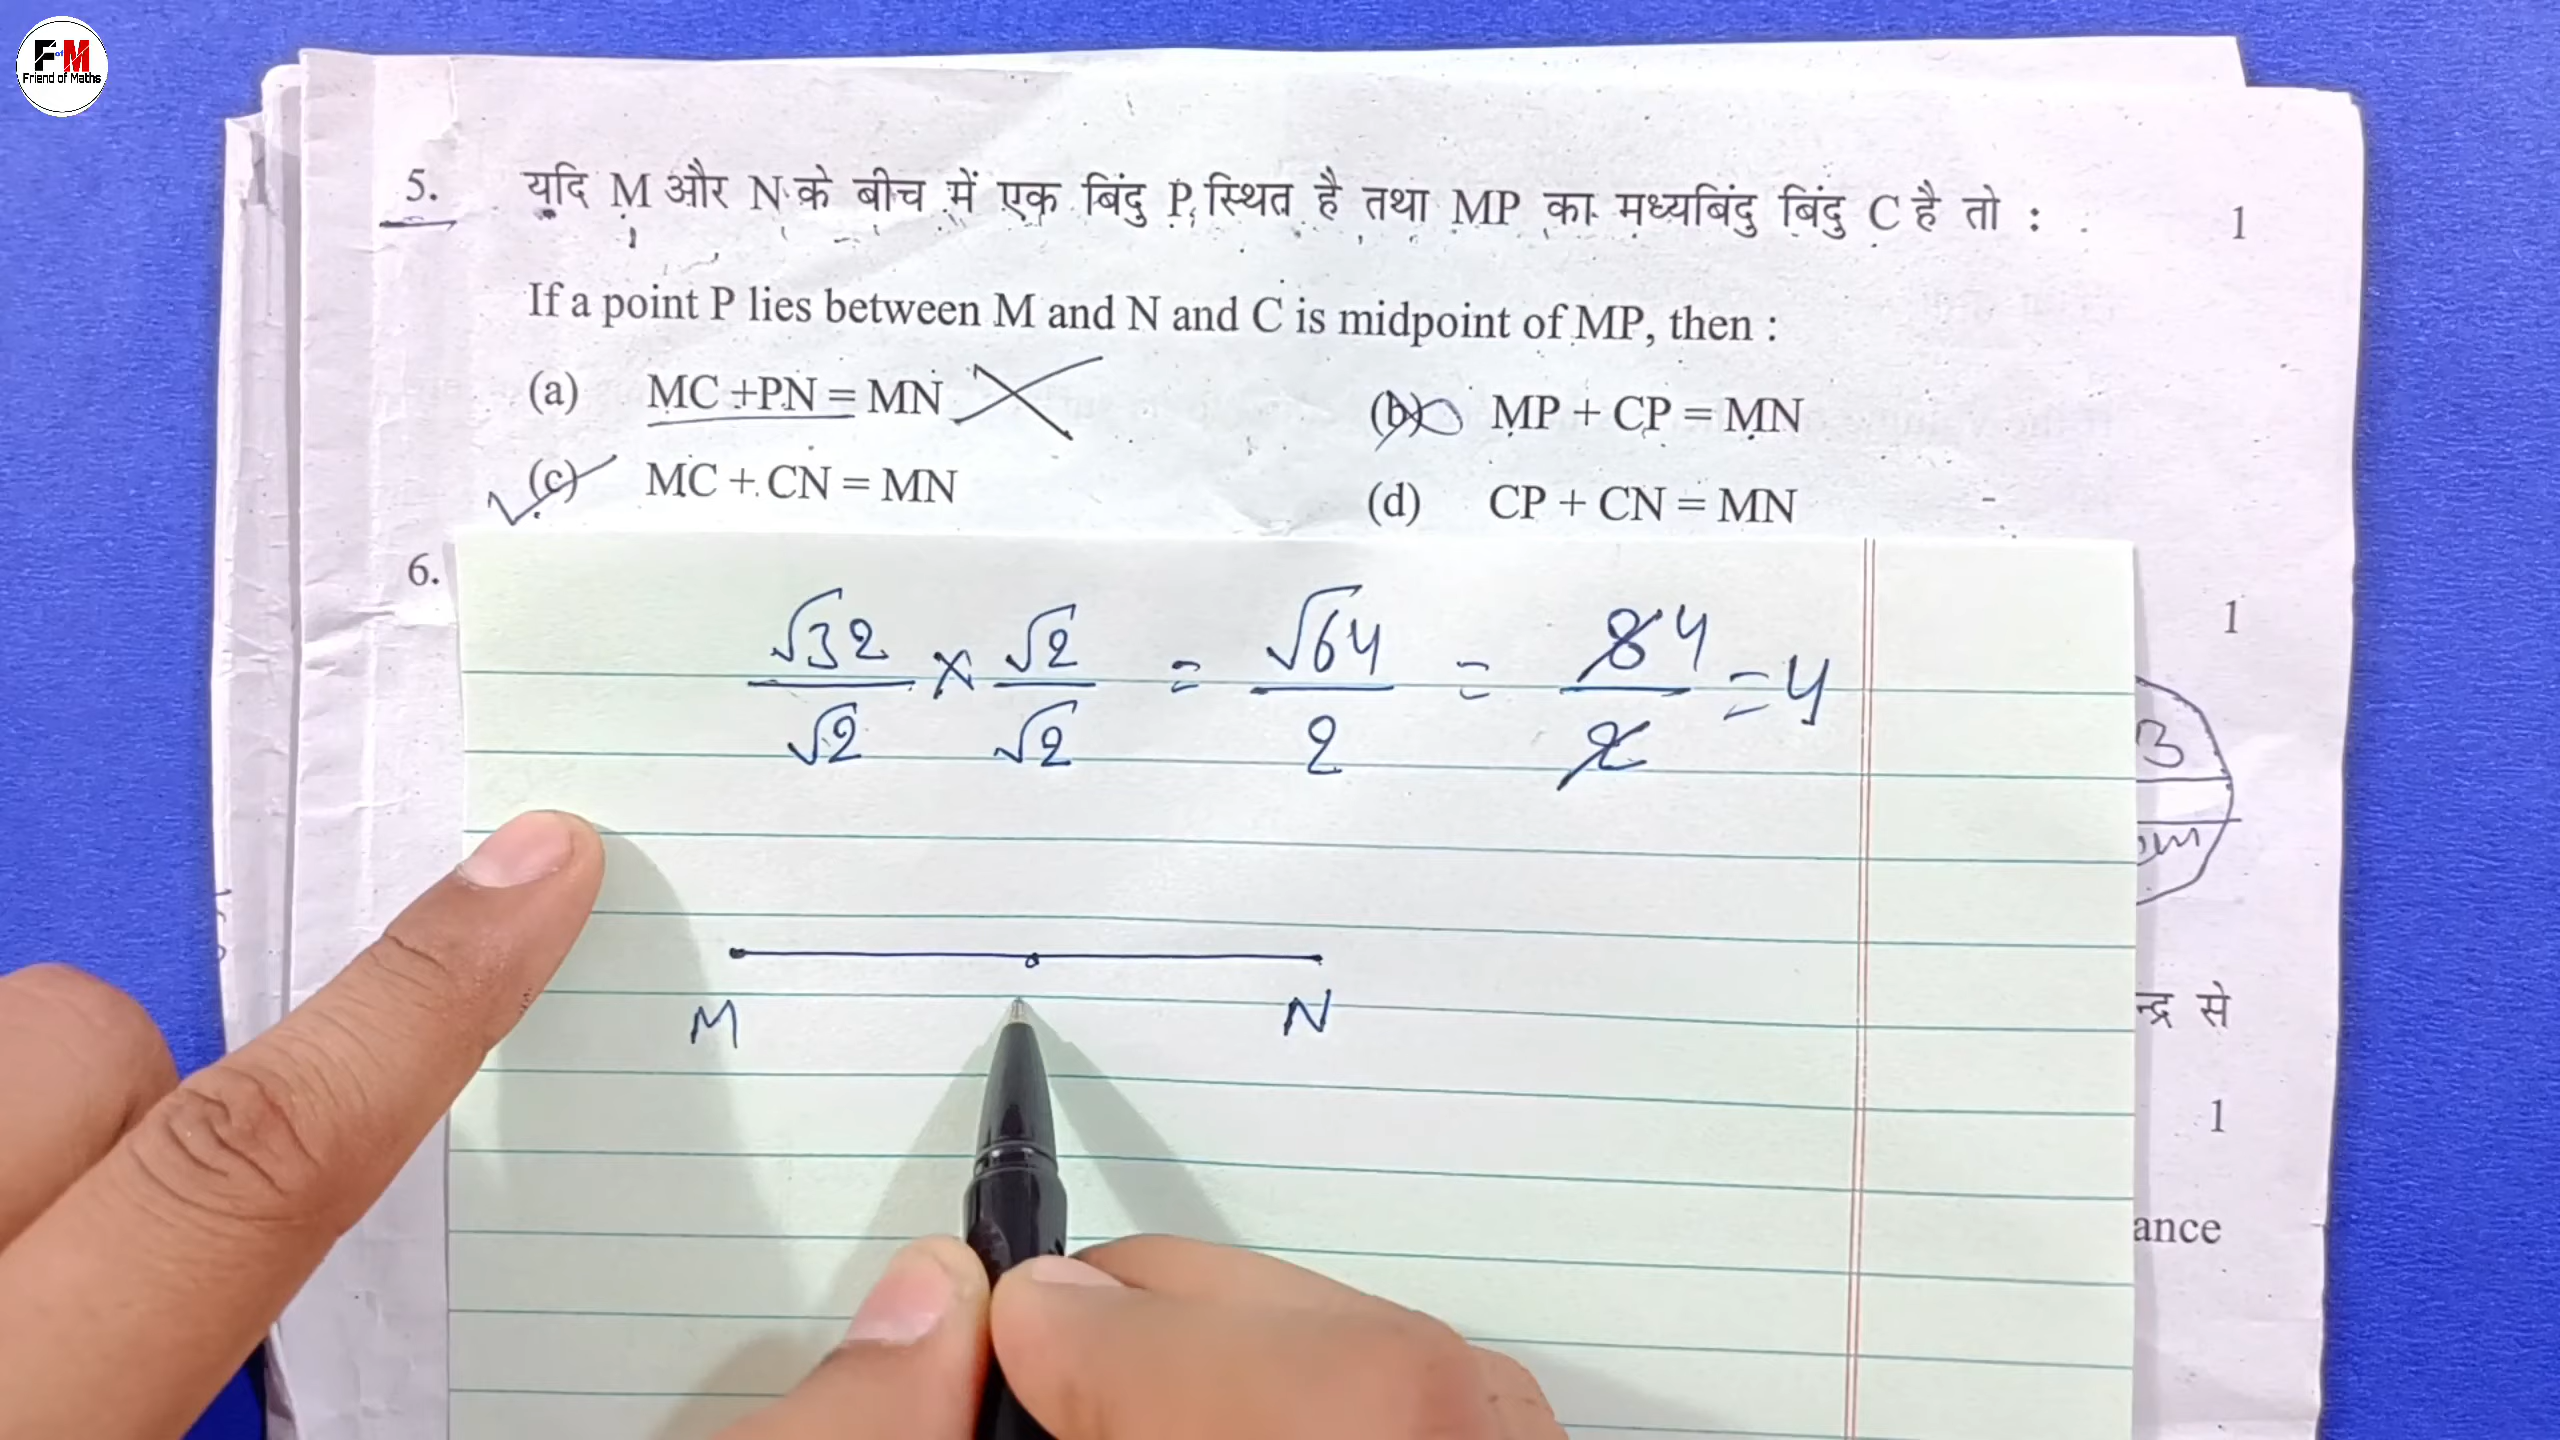 FofM
Friend of Maths
5. यदि M और N के बीच में एक बिंदु P स्थित है तथा MP का मध्यबिंदु बिंदु C है तो : 1
If a point P lies between M and N and C is midpoint of MP, then :
(a) MC +PN = MN (b) MP + CP = MN
(c) MC + CN = MN (d) CP + CN = MN
6. 1
√32/√2 × √2/√2 = √64/2 = 8 4/2 = 4
3
M N
से
1
ance